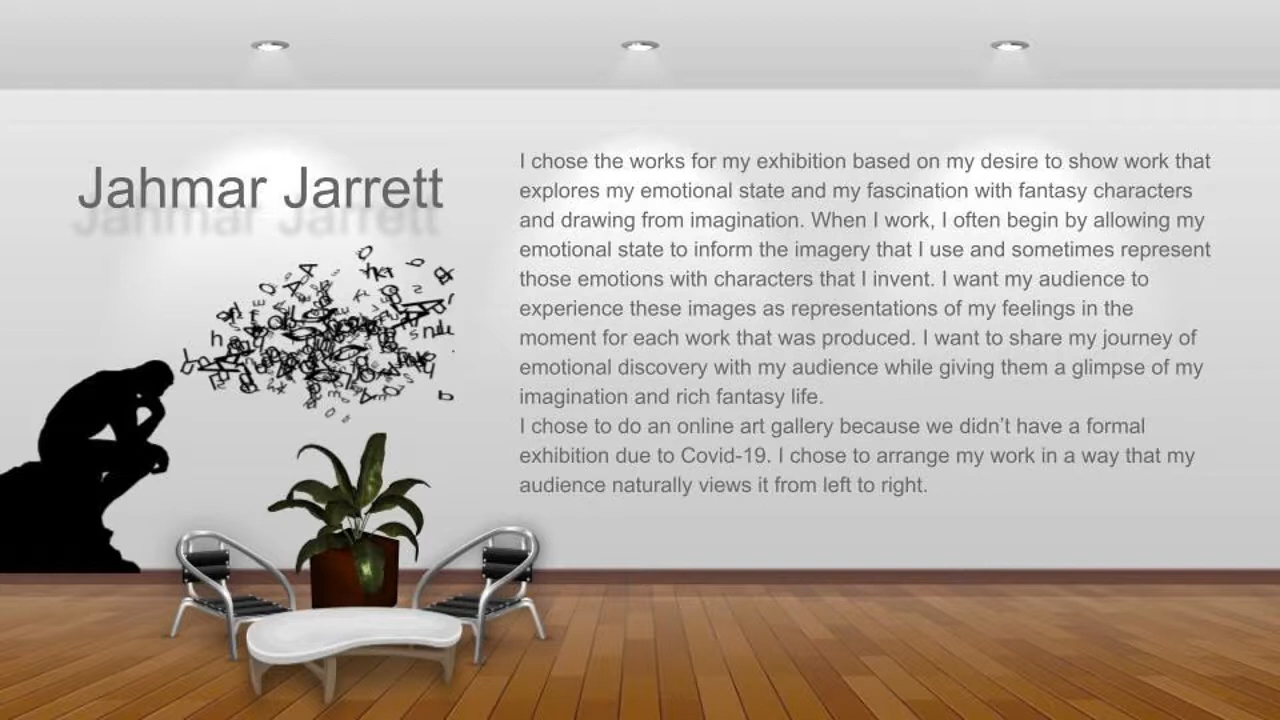 Jahmar Jarrett
I chose the works for my exhibition based on my desire to show work that
explores my emotional state and my fascination with fantasy characters
and drawing from imagination. When I work, I often begin by allowing my
emotional state to inform the imagery that I use and sometimes represent
those emotions with characters that I invent. I want my audience to
experience these images as representations of my feelings in the
moment for each work that was produced. I want to share my journey of
emotional discovery with my audience while giving them a glimpse of my
imagination and rich fantasy life.
I chose to do an online art gallery because we didn’t have a formal
exhibition due to Covid-19. I chose to arrange my work in a way that my
audience naturally views it from left to right.